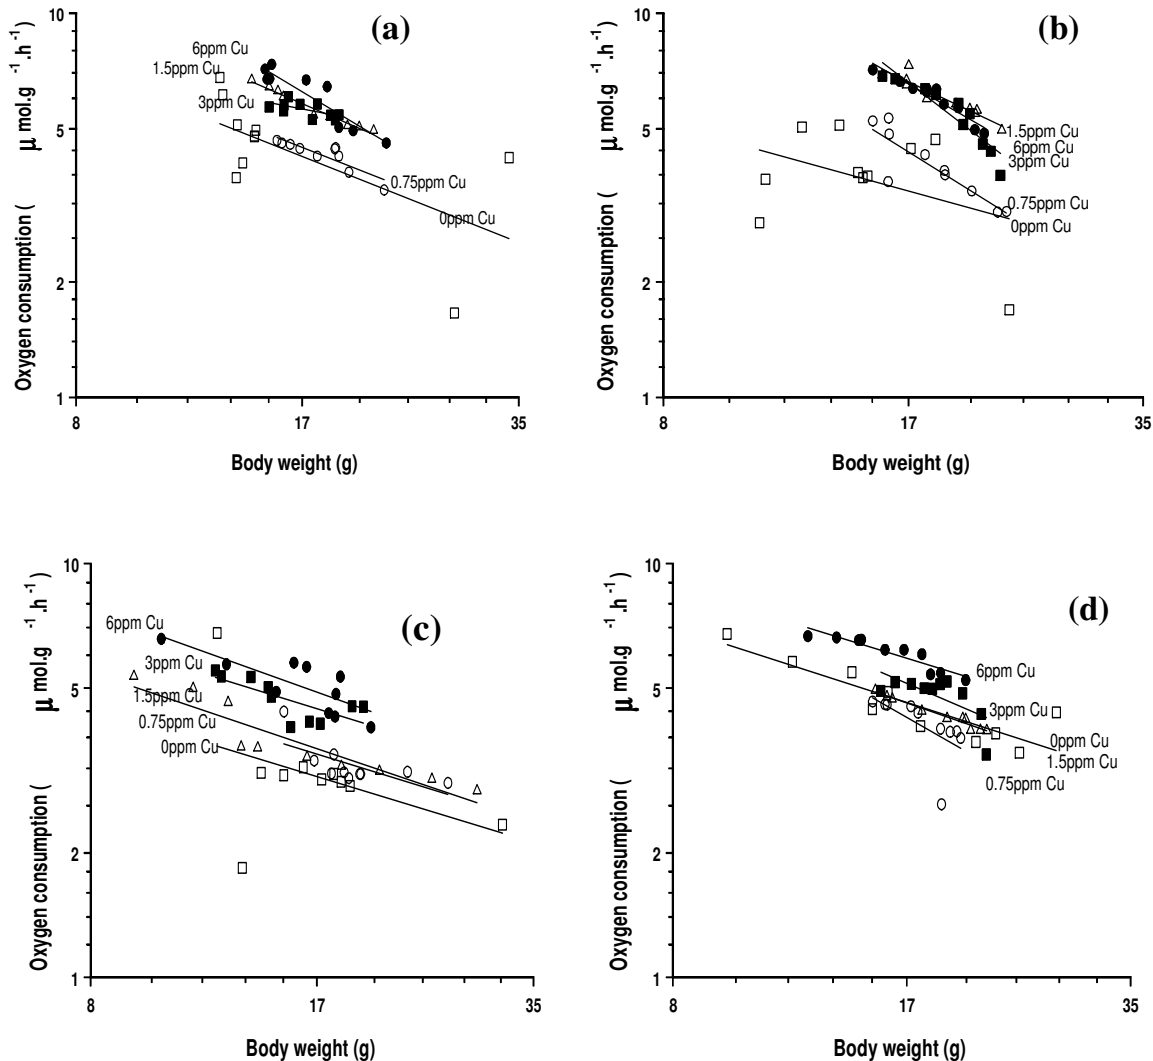 (a)
10
5
2
1
8
17
35
6ppm Cu
1.5ppm Cu
3ppm Cu
0.75ppm Cu
0ppm Cu
Oxygen consumption ( μ mol.g -1 .h -1 )
Body weight (g)
(b)
10
5
2
1
8
17
35
1.5ppm Cu
6ppm Cu
3ppm Cu
0.75ppm Cu
0ppm Cu
Oxygen consumption ( μ mol.g -1 .h -1 )
Body weight (g)
(c)
10
5
2
1
8
17
35
6ppm Cu
3ppm Cu
1.5ppm Cu
0.75ppm Cu
0ppm Cu
Oxygen consumption ( μ mol.g -1 .h -1 )
Body weight (g)
(d)
10
5
2
1
8
17
35
6ppm Cu
3ppm Cu
0ppm Cu
1.5ppm Cu
0.75ppm Cu
Oxygen consumption ( μ mol.g -1 .h -1 )
Body weight (g)